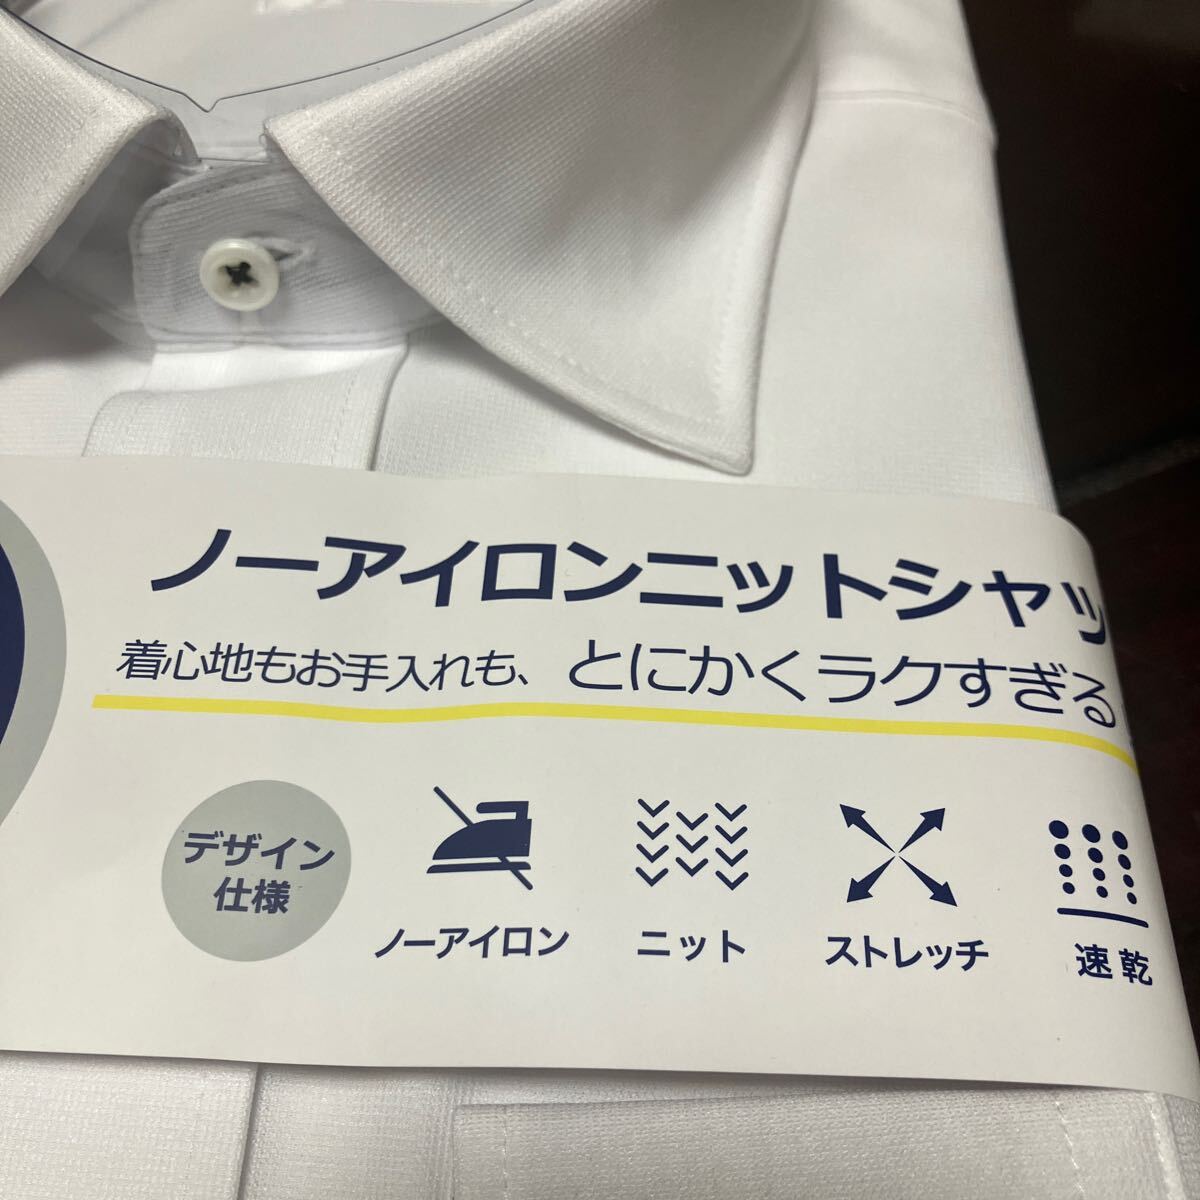 ノーアイロンニットシャツ
着心地もお手入れも、とにかくラクすぎる
デザイン
仕様
ノーアイロン
ニット
ストレッチ
速乾